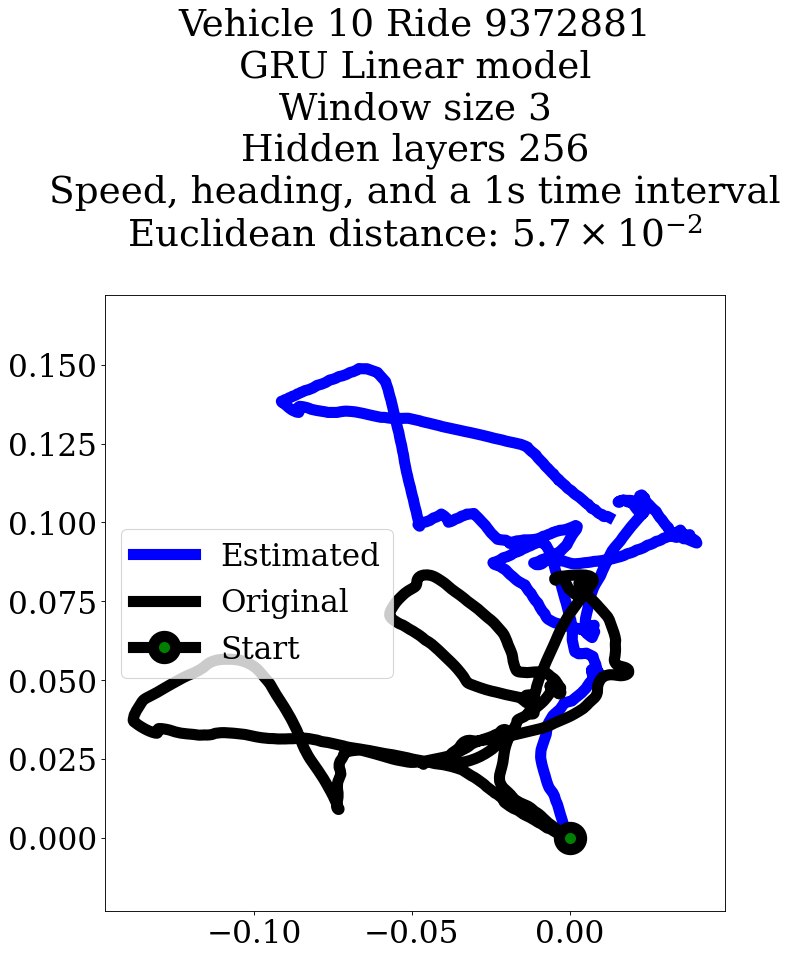 Vehicle 10 Ride 9372881
GRU Linear model
Window size 3
Hidden layers 256
Speed, heading, and a 1s time interval
Euclidean distance: 5.7 × 10⁻²
0.150
0.125
0.100
0.075
0.050
0.025
0.000
Estimated
Original
Start
−0.10
−0.05
0.00